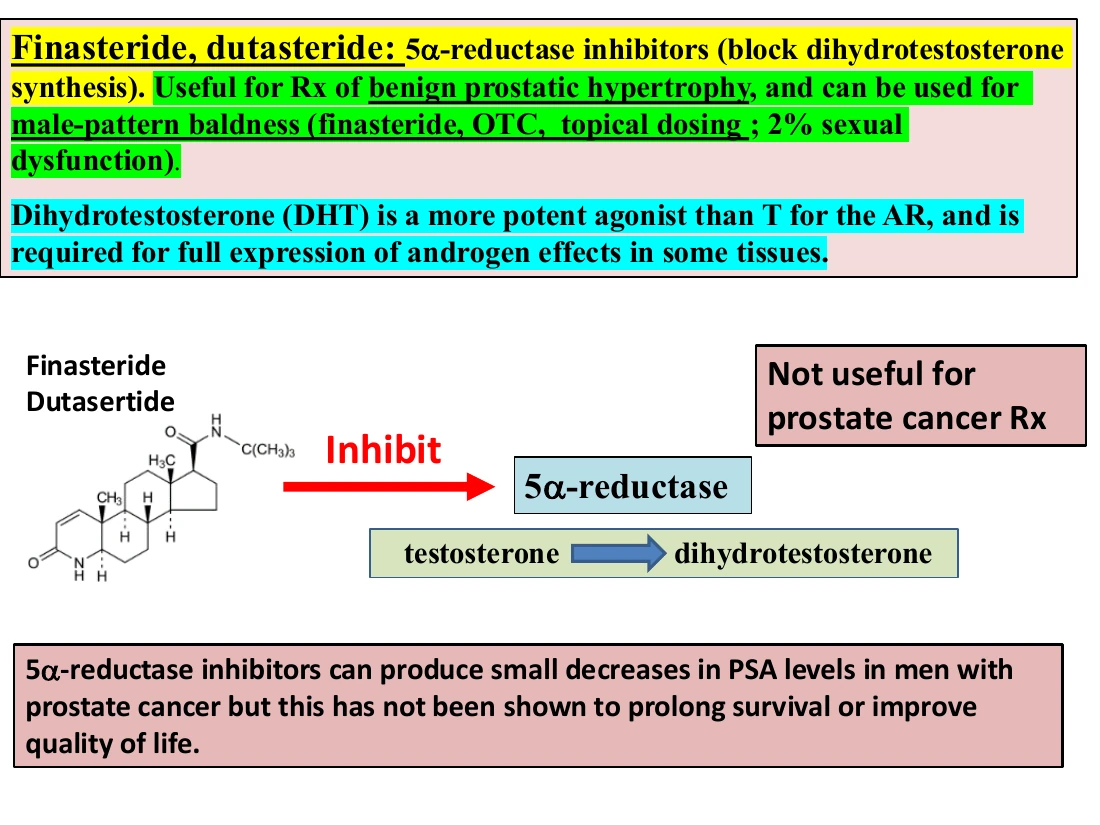 Finasteride, dutasteride: 5α-reductase inhibitors (block dihydrotestosterone
synthesis). Useful for Rx of benign prostatic hypertrophy, and can be used for
male-pattern baldness (finasteride, OTC, topical dosing ; 2% sexual
dysfunction).
Dihydrotestosterone (DHT) is a more potent agonist than T for the AR, and is
required for full expression of androgen effects in some tissues.
Finasteride
Dutasertide
Not useful for
prostate cancer Rx
H
O
N
C(CH₃)₃
H₃C
CH₃
H
H
H
O
N
H
H
Inhibit
5α-reductase
testosterone dihydrotestosterone
5α-reductase inhibitors can produce small decreases in PSA levels in men with
prostate cancer but this has not been shown to prolong survival or improve
quality of life.